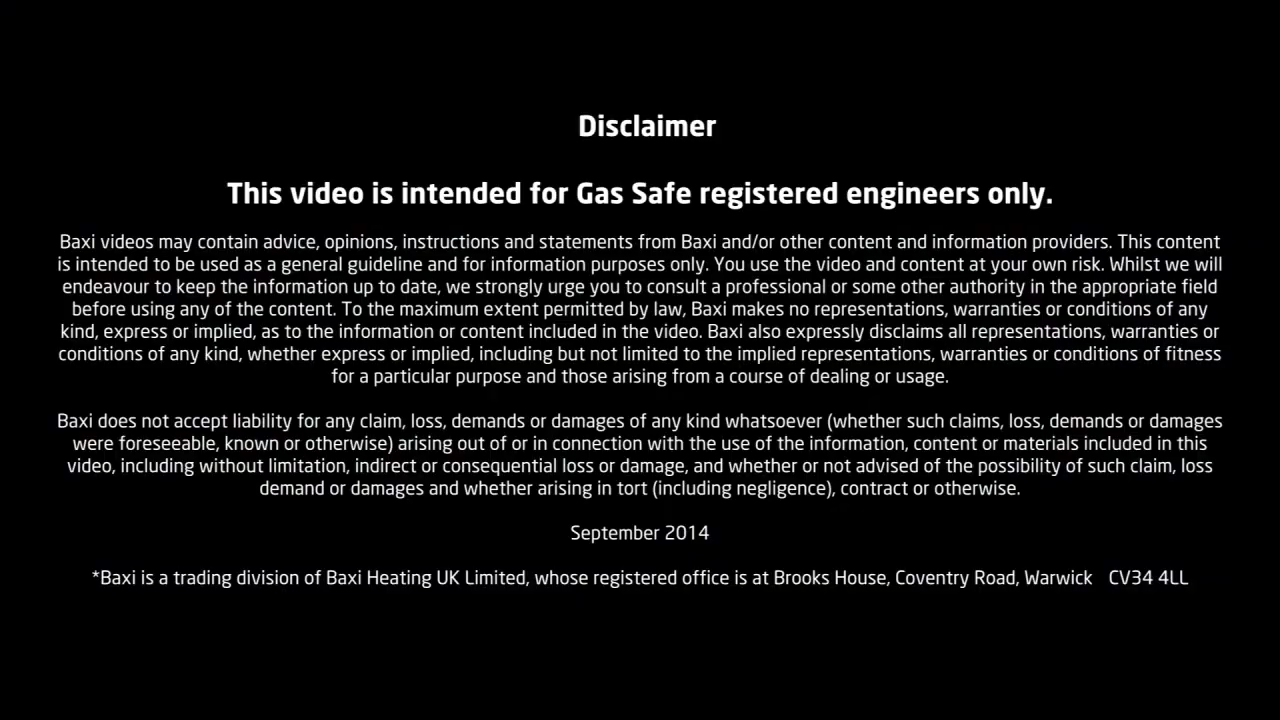 Disclaimer
This video is intended for Gas Safe registered engineers only.
Baxi videos may contain advice, opinions, instructions and statements from Baxi and/or other content and information providers. This content
is intended to be used as a general guideline and for information purposes only. You use the video and content at your own risk. Whilst we will
endeavour to keep the information up to date, we strongly urge you to consult a professional or some other authority in the appropriate field
before using any of the content. To the maximum extent permitted by law, Baxi makes no representations, warranties or conditions of any
kind, express or implied, as to the information or content included in the video. Baxi also expressly disclaims all representations, warranties or
conditions of any kind, whether express or implied, including but not limited to the implied representations, warranties or conditions of fitness
for a particular purpose and those arising from a course of dealing or usage.
Baxi does not accept liability for any claim, loss, demands or damages of any kind whatsoever (whether such claims, loss, demands or damages
were foreseeable, known or otherwise) arising out of or in connection with the use of the information, content or materials included in this
video, including without limitation, indirect or consequential loss or damage, and whether or not advised of the possibility of such claim, loss
demand or damages and whether arising in tort (including negligence), contract or otherwise.
September 2014
*Baxi is a trading division of Baxi Heating UK Limited, whose registered office is at Brooks House, Coventry Road, Warwick CV34 4LL